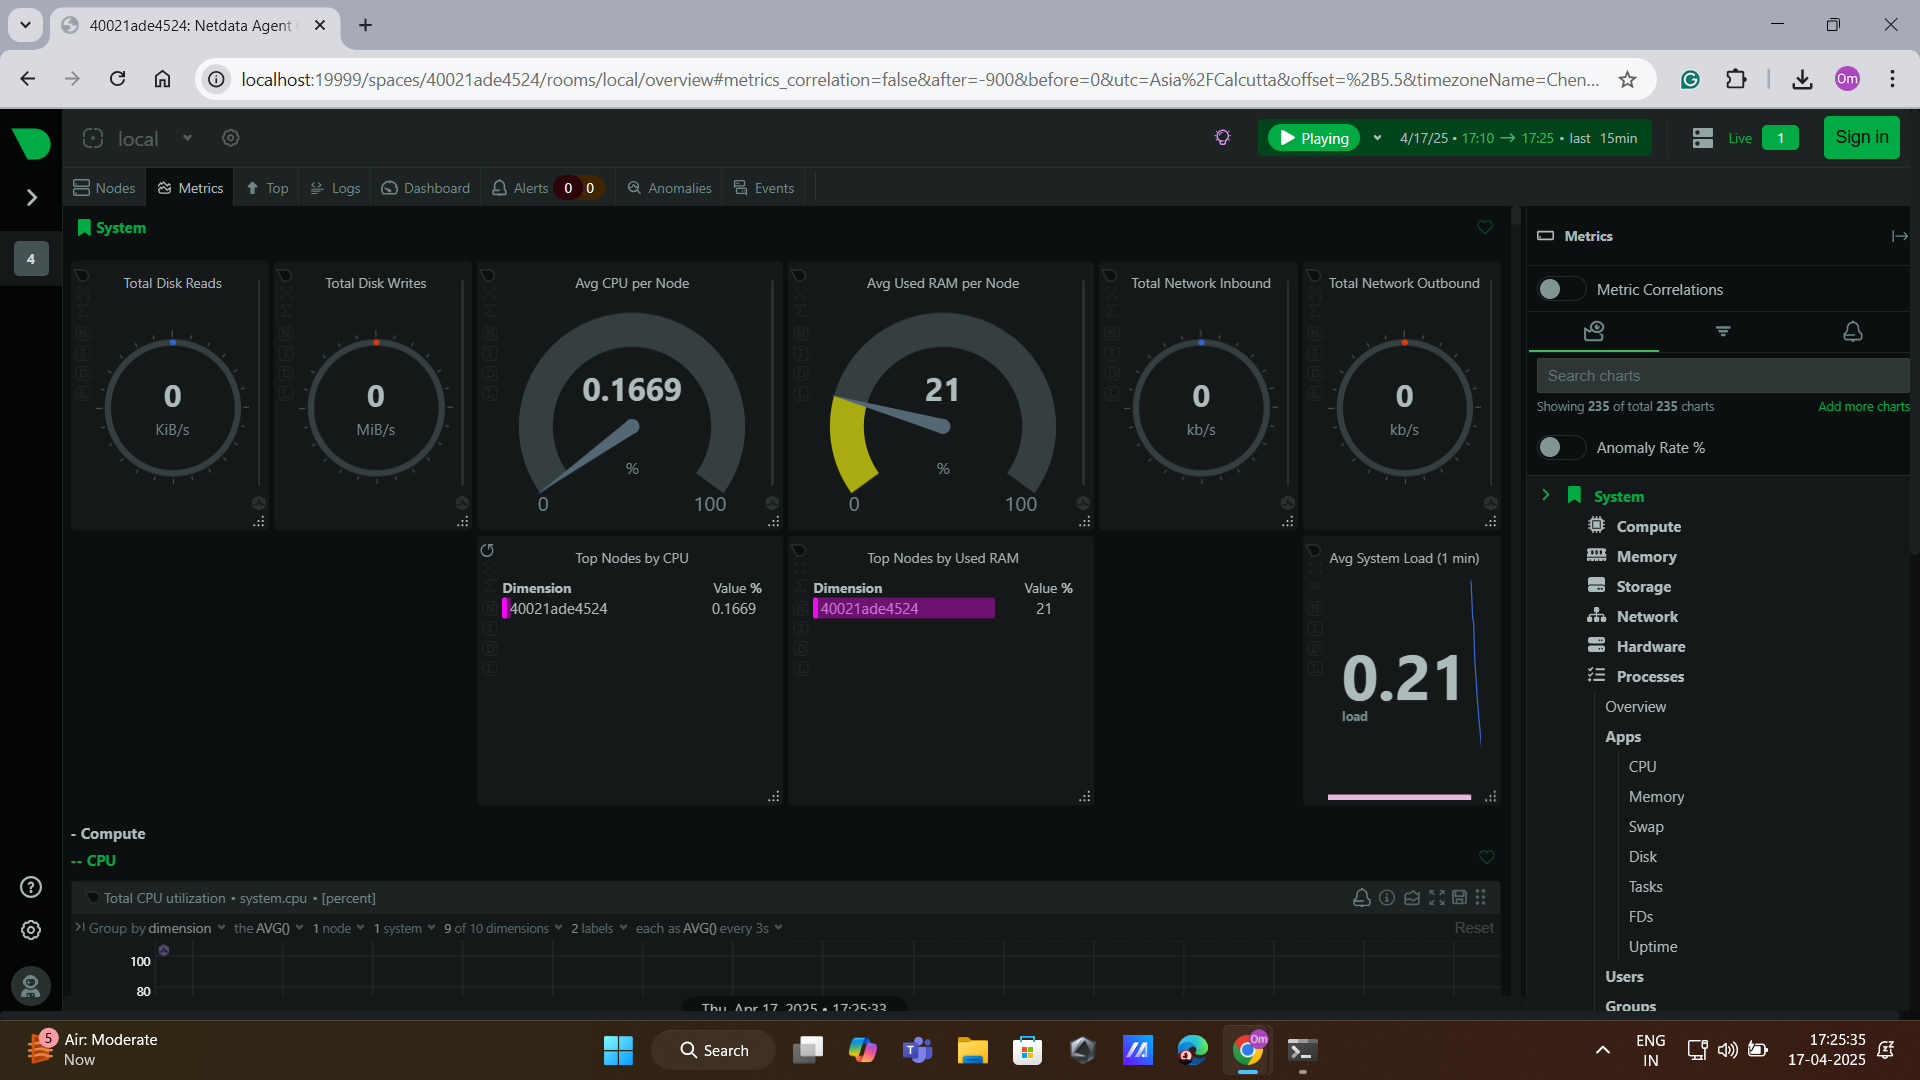 40021ade4524: Netdata Agent
localhost:19999/spaces/40021ade4524/rooms/local/overview#metrics_correlation=false&after=-900&before=0&utc=Asia%2FCalcutta&offset=%2B5.5&timezoneName=Chen...
Om
local
Playing
4/17/25 • 17:10 → 17:25 • last 15min
Live
1
Sign in
Nodes
Metrics
Top
Logs
Dashboard
Alerts 0 0
Anomalies
Events
4
System
Total Disk Reads
0
KiB/s
Total Disk Writes
0
MiB/s
Avg CPU per Node
0.1669
%
0 100
Avg Used RAM per Node
21
%
0 100
Total Network Inbound
0
kb/s
Total Network Outbound
0
kb/s
Top Nodes by CPU
Dimension Value %
40021ade4524 0.1669
Top Nodes by Used RAM
Dimension Value %
40021ade4524 21
Avg System Load (1 min)
0.21
load
- Compute
-- CPU
Total CPU utilization • system.cpu • [percent]
Group by dimension the AVG() 1 node 1 system 9 of 10 dimensions 2 labels each as AVG() every 3s
Reset
100
80
Thu, Apr 17, 2025 • 17:25:33
Metrics
Metric Correlations
Search charts
Showing 235 of total 235 charts
Add more charts
Anomaly Rate %
System
Compute
Memory
Storage
Network
Hardware
Processes
Overview
Apps
CPU
Memory
Swap
Disk
Tasks
FDs
Uptime
Users
Groups
5
Air: Moderate
Now
Search
Om
ENG
IN
17:25:35
17-04-2025